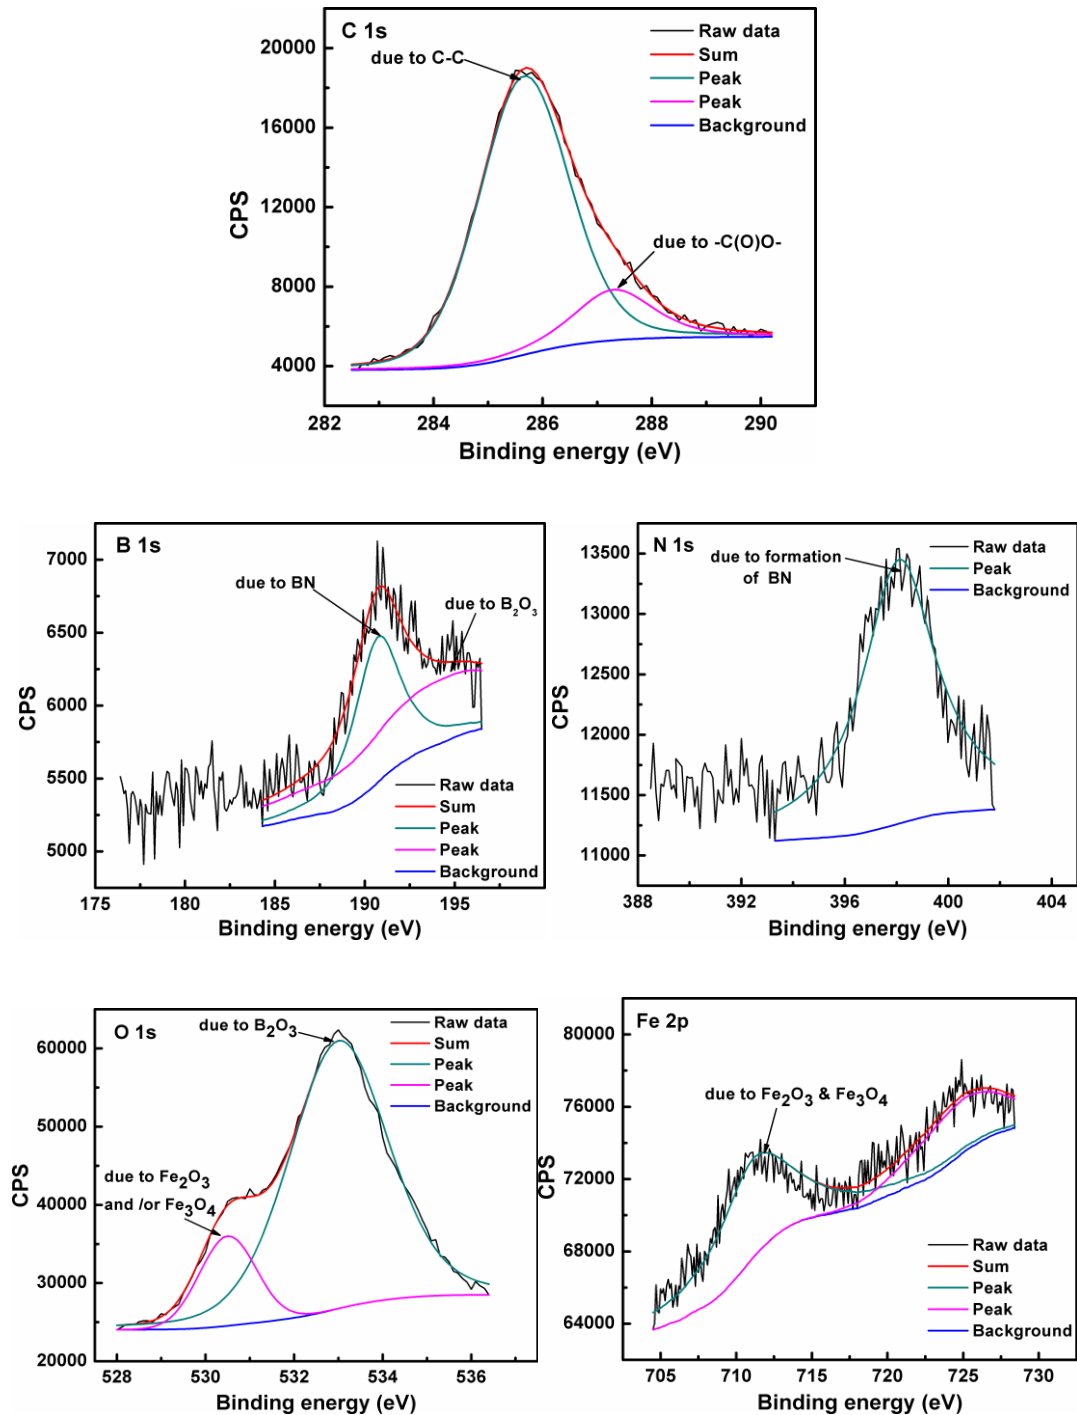 C 1s
due to C-C
due to -C(O)O-
Raw data
Sum
Peak
Peak
Background
20000
16000
12000
8000
4000
CPS
282 284 286 288 290
Binding energy (eV)
B 1s
due to BN
due to B₂O₃
Raw data
Sum
Peak
Peak
Background
7000
6500
6000
5500
5000
CPS
175 180 185 190 195
Binding energy (eV)
N 1s
due to formation
of BN
Raw data
Peak
Background
13500
13000
12500
12000
11500
11000
CPS
388 392 396 400 404
Binding energy (eV)
O 1s
due to B₂O₃
due to Fe₂O₃
and /or Fe₃O₄
Raw data
Sum
Peak
Peak
Background
60000
50000
40000
30000
20000
CPS
528 530 532 534 536
Binding energy (eV)
Fe 2p
due to Fe₂O₃ & Fe₃O₄
Raw data
Sum
Peak
Peak
Background
80000
76000
72000
68000
64000
CPS
705 710 715 720 725 730
Binding energy (eV)